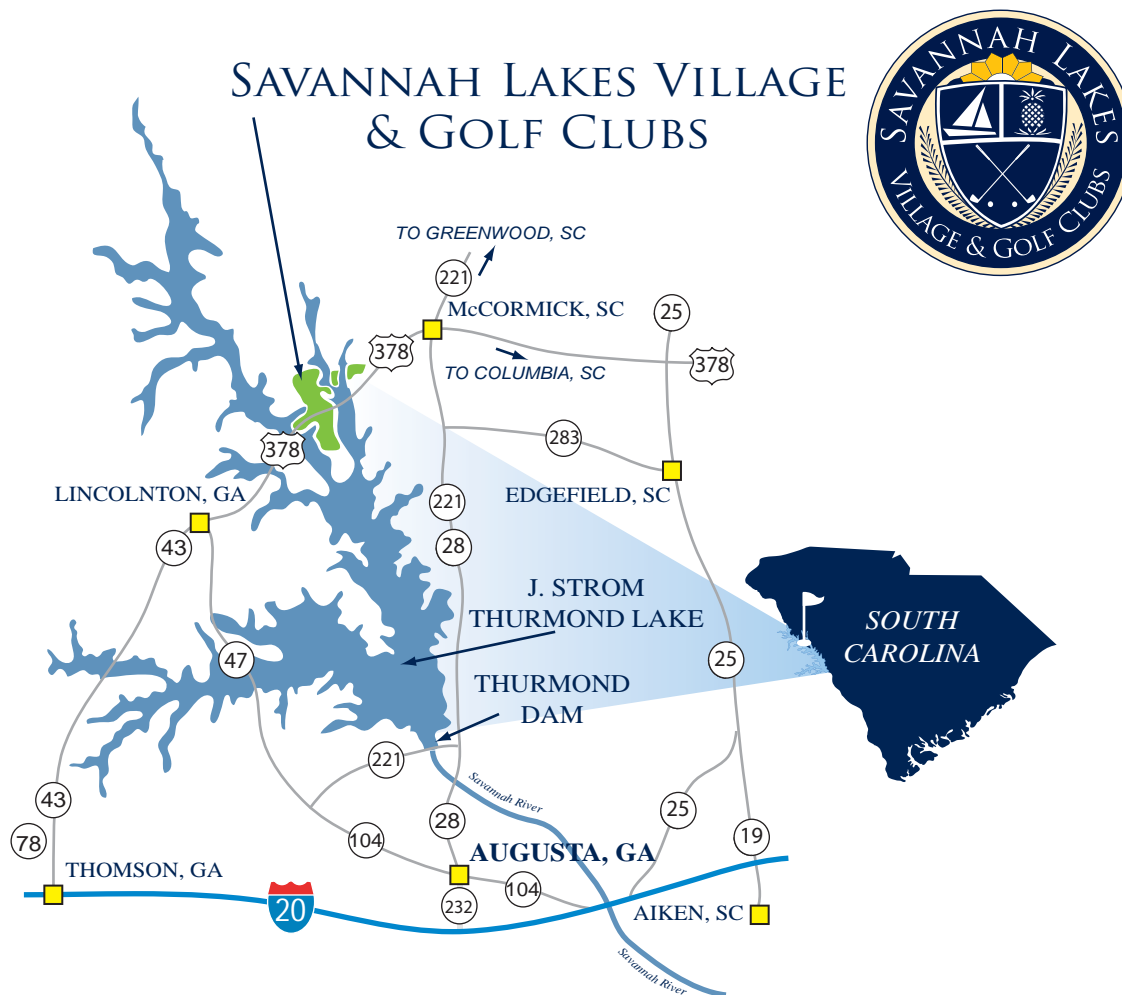 SAVANNAH LAKES VILLAGE
& GOLF CLUBS
SAVANNAH LAKES
VILLAGE & GOLF CLUBS
TO GREENWOOD, SC
221
McCORMICK, SC
25
378
TO COLUMBIA, SC
378
283
378
EDGEFIELD, SC
LINCOLNTON, GA
221
43
28
J. STROM
THURMOND LAKE
SOUTH
CAROLINA
47
25
THURMOND
DAM
221
Savannah River
43
25
78
28
19
104
AUGUSTA, GA
THOMSON, GA
104
20
232
AIKEN, SC
Savannah River